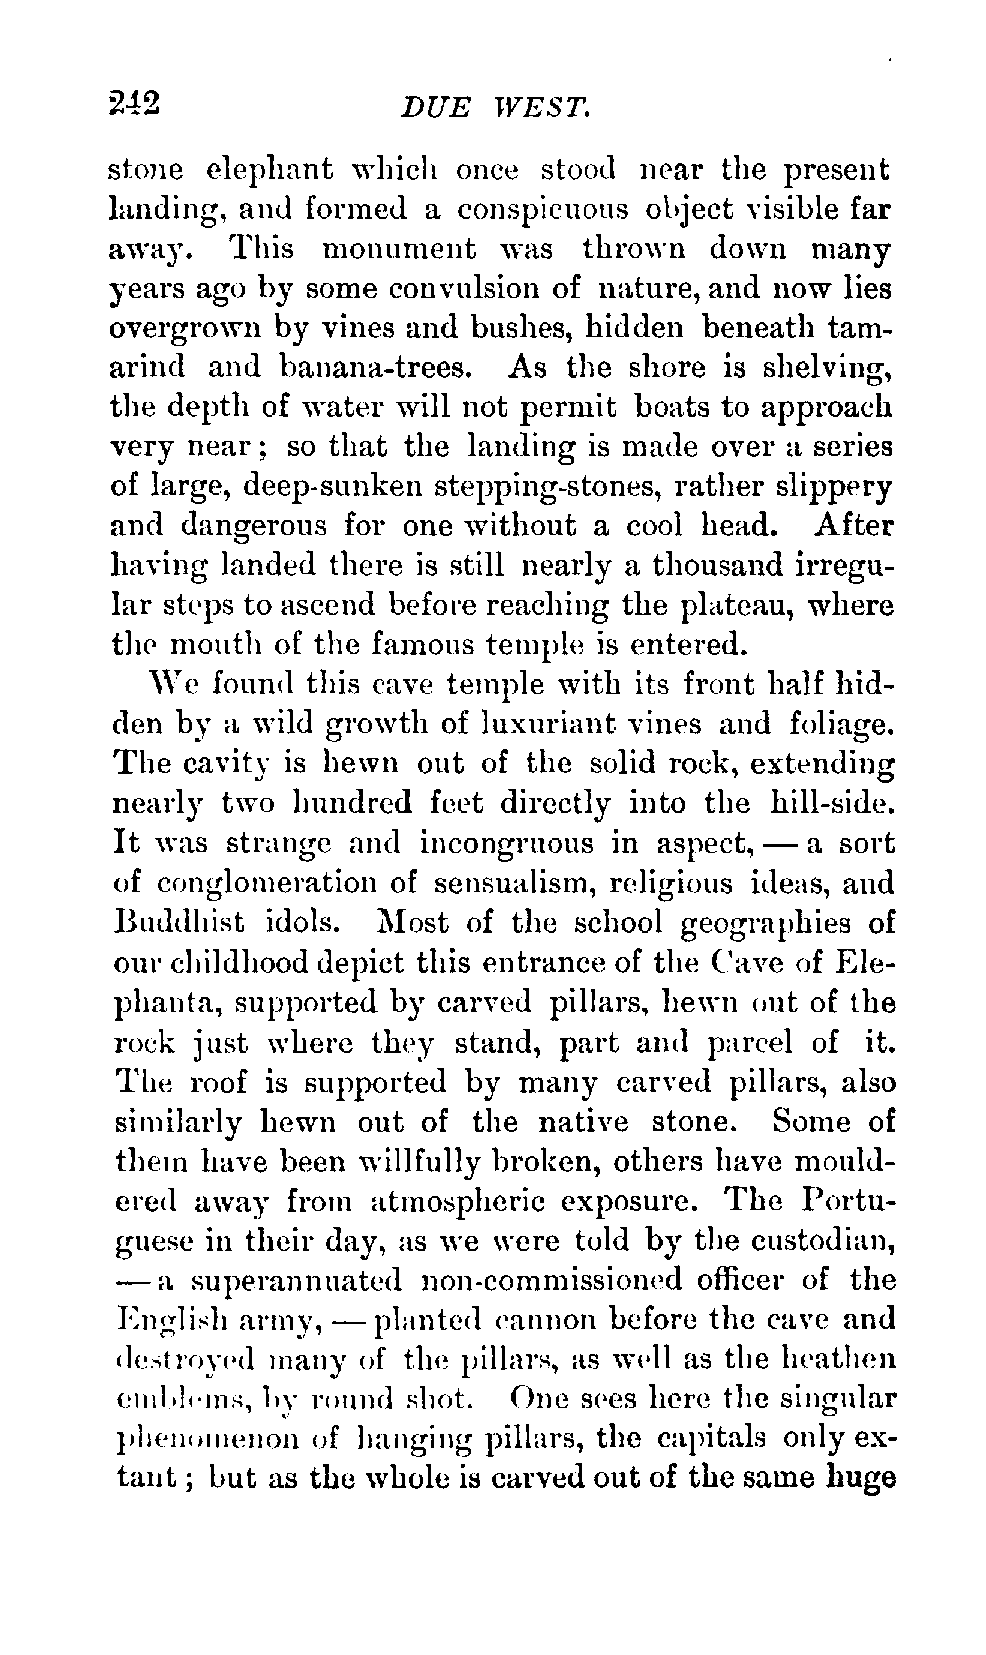 242 DUE WEST.
stone elephant which once stood near the present
landing, and formed a conspicuous object visible far
away. This monument was thrown down many
years ago by some convulsion of nature, and now lies
overgrown by vines and bushes, hidden beneath tam-
arind and banana-trees. As the shore is shelving,
the depth of water will not permit boats to approach
very near; so that the landing is made over a series
of large, deep-sunken stepping-stones, rather slippery
and dangerous for one without a cool head. After
having landed there is still nearly a thousand irregu-
lar steps to ascend before reaching the plateau, where
the mouth of the famous temple is entered.
We found this cave temple with its front half hid-
den by a wild growth of luxuriant vines and foliage.
The cavity is hewn out of the solid rock, extending
nearly two hundred feet directly into the hill-side.
It was strange and incongruous in aspect, — a sort
of conglomeration of sensualism, religious ideas, and
Buddhist idols. Most of the school geographies of
our childhood depict this entrance of the Cave of Ele-
phanta, supported by carved pillars, hewn out of the
rock just where they stand, part and parcel of it.
The roof is supported by many carved pillars, also
similarly hewn out of the native stone. Some of
them have been willfully broken, others have mould-
ered away from atmospheric exposure. The Portu-
guese in their day, as we were told by the custodian,
— a superannuated non-commissioned officer of the
English army, — planted cannon before the cave and
destroyed many of the pillars, as well as the heathen
emblems, by round shot. One sees here the singular
phenomenon of hanging pillars, the capitals only ex-
tant; but as the whole is carved out of the same huge